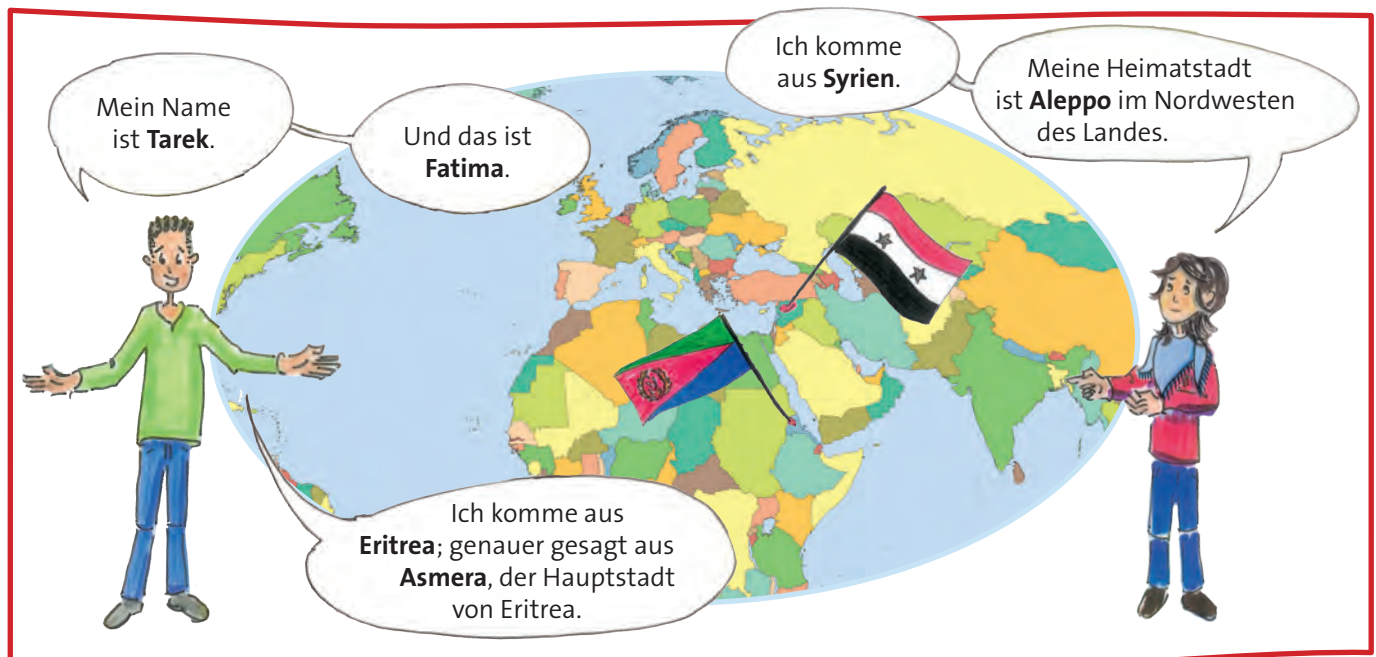 Mein Name
ist Tarek.
Und das ist
Fatima.
Ich komme aus
Eritrea; genauer gesagt aus
Asmera, der Hauptstadt
von Eritrea.
Ich komme
aus Syrien.
Meine Heimatstadt
ist Aleppo im Nordwesten
des Landes.